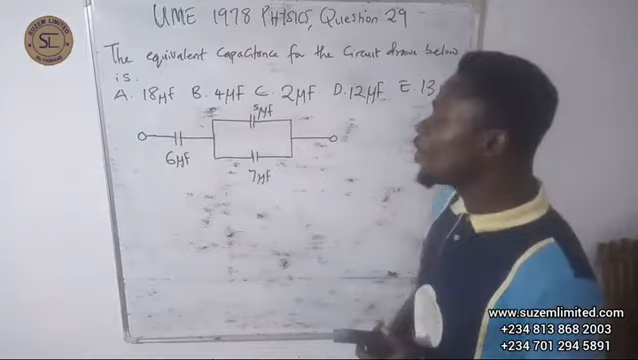 SUZEM LIMITED
SL
UME 1978 PHYSICS, Question 29
The equivalent Capacitance for the Circuit drawn below
is.
A. 18μF B. 4μF C. 2μF D. 12μF E. 13
5μF
6μF
7μF
www.suzemlimited.com
+234 813 868 2003
+234 701 294 5891